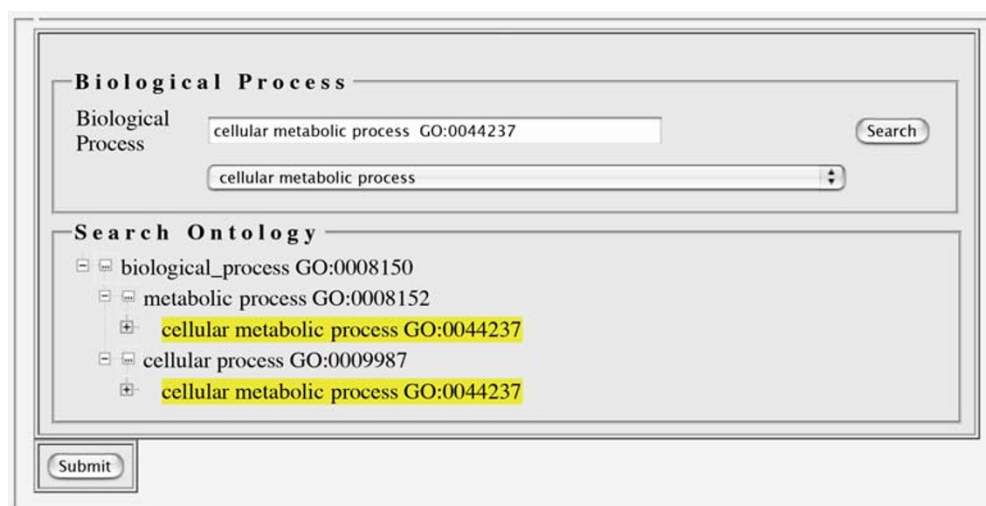 Biological Process
Biological
Process
cellular metabolic process GO:0044237
Search
cellular metabolic process
Search Ontology
biological_process GO:0008150
metabolic process GO:0008152
cellular metabolic process GO:0044237
cellular process GO:0009987
cellular metabolic process GO:0044237
Submit